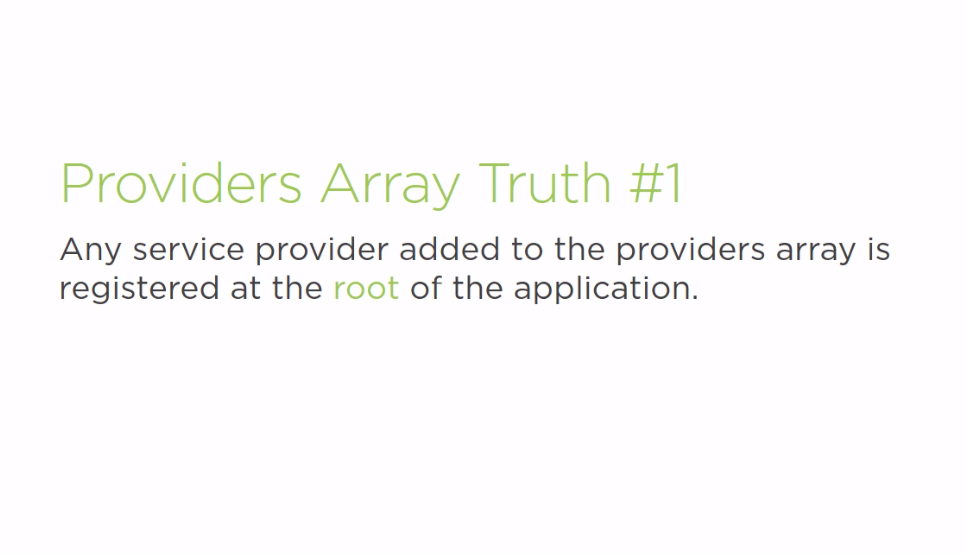 Providers Array Truth #1
Any service provider added to the providers array is
registered at the root of the application.